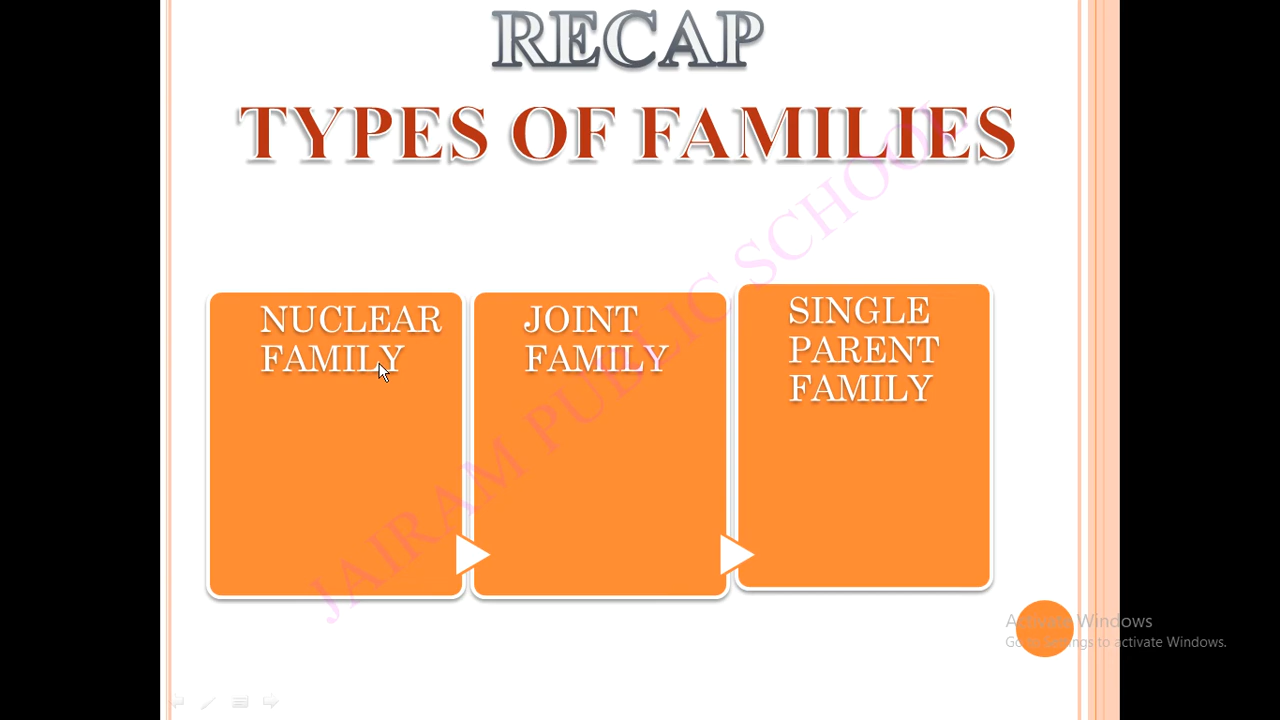 RECAP
TYPES OF FAMILIES
NUCLEAR
FAMILY
JOINT
FAMILY
SINGLE
PARENT
FAMILY
JAIRAM PUBLIC SCHOOL
Activate Windows
Go to Settings to activate Windows.